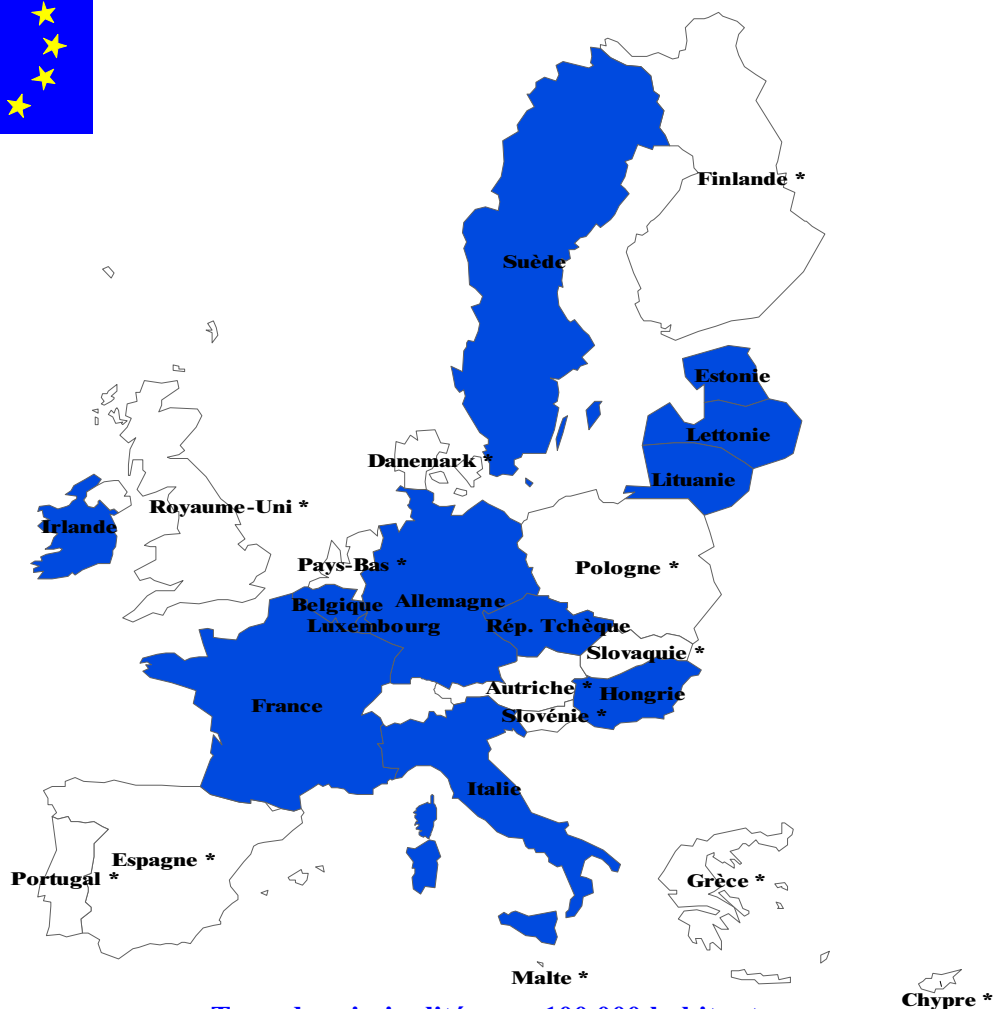 Finlande *
Suède
Estonie
Lettonie
Danemark *
Lituanie
Royaume-Uni *
Irlande
Pays-Bas *
Pologne *
Belgique
Allemagne
Luxembourg
Rép. Tchèque
Slovaquie *
Autriche *
Hongrie
France
Slovénie *
Italie
Espagne *
Portugal *
Grèce *
Malte *
Chypre *